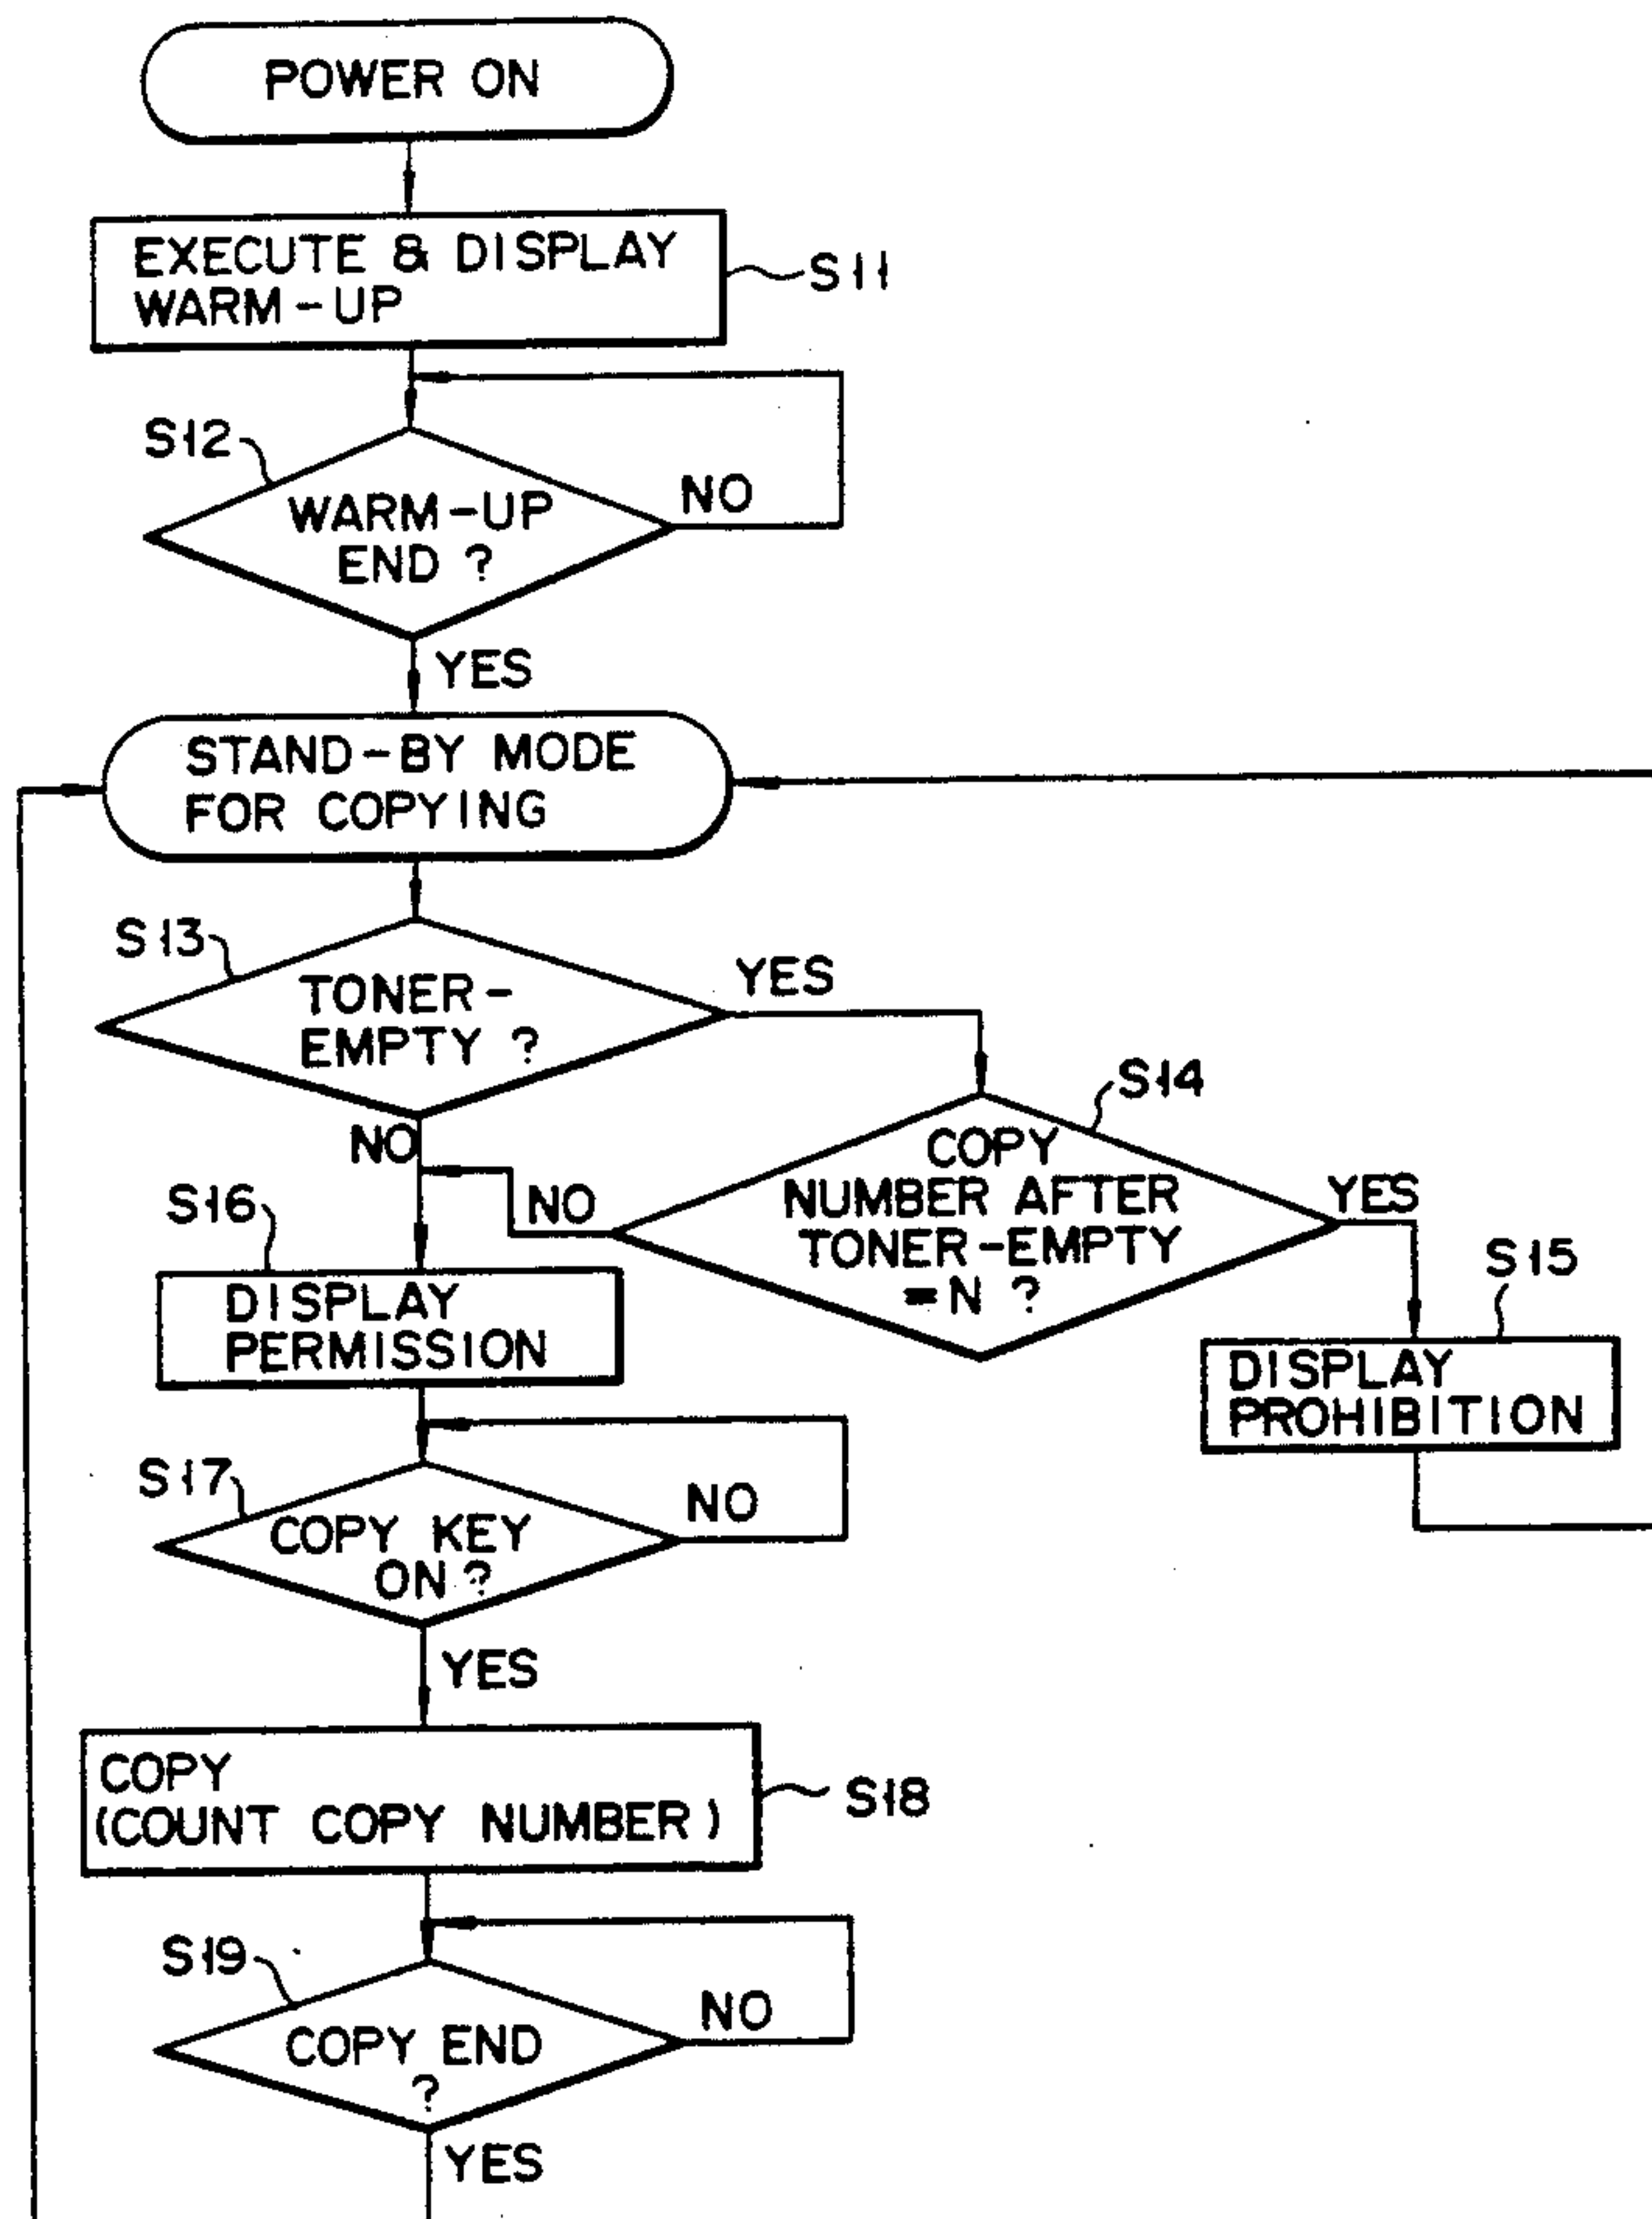 POWER ON
EXECUTE & DISPLAY
WARM-UP
S11
S12
WARM-UP
END ?
NO
YES
STAND-BY MODE
FOR COPYING
S13
TONER-
EMPTY ?
YES
NO
S14
COPY
NUMBER AFTER
TONER-EMPTY
=N ?
NO
YES
S15
DISPLAY
PROHIBITION
S16
DISPLAY
PERMISSION
S17
COPY KEY
ON ?
NO
YES
COPY
(COUNT COPY NUMBER)
S18
S19
COPY END
?
NO
YES